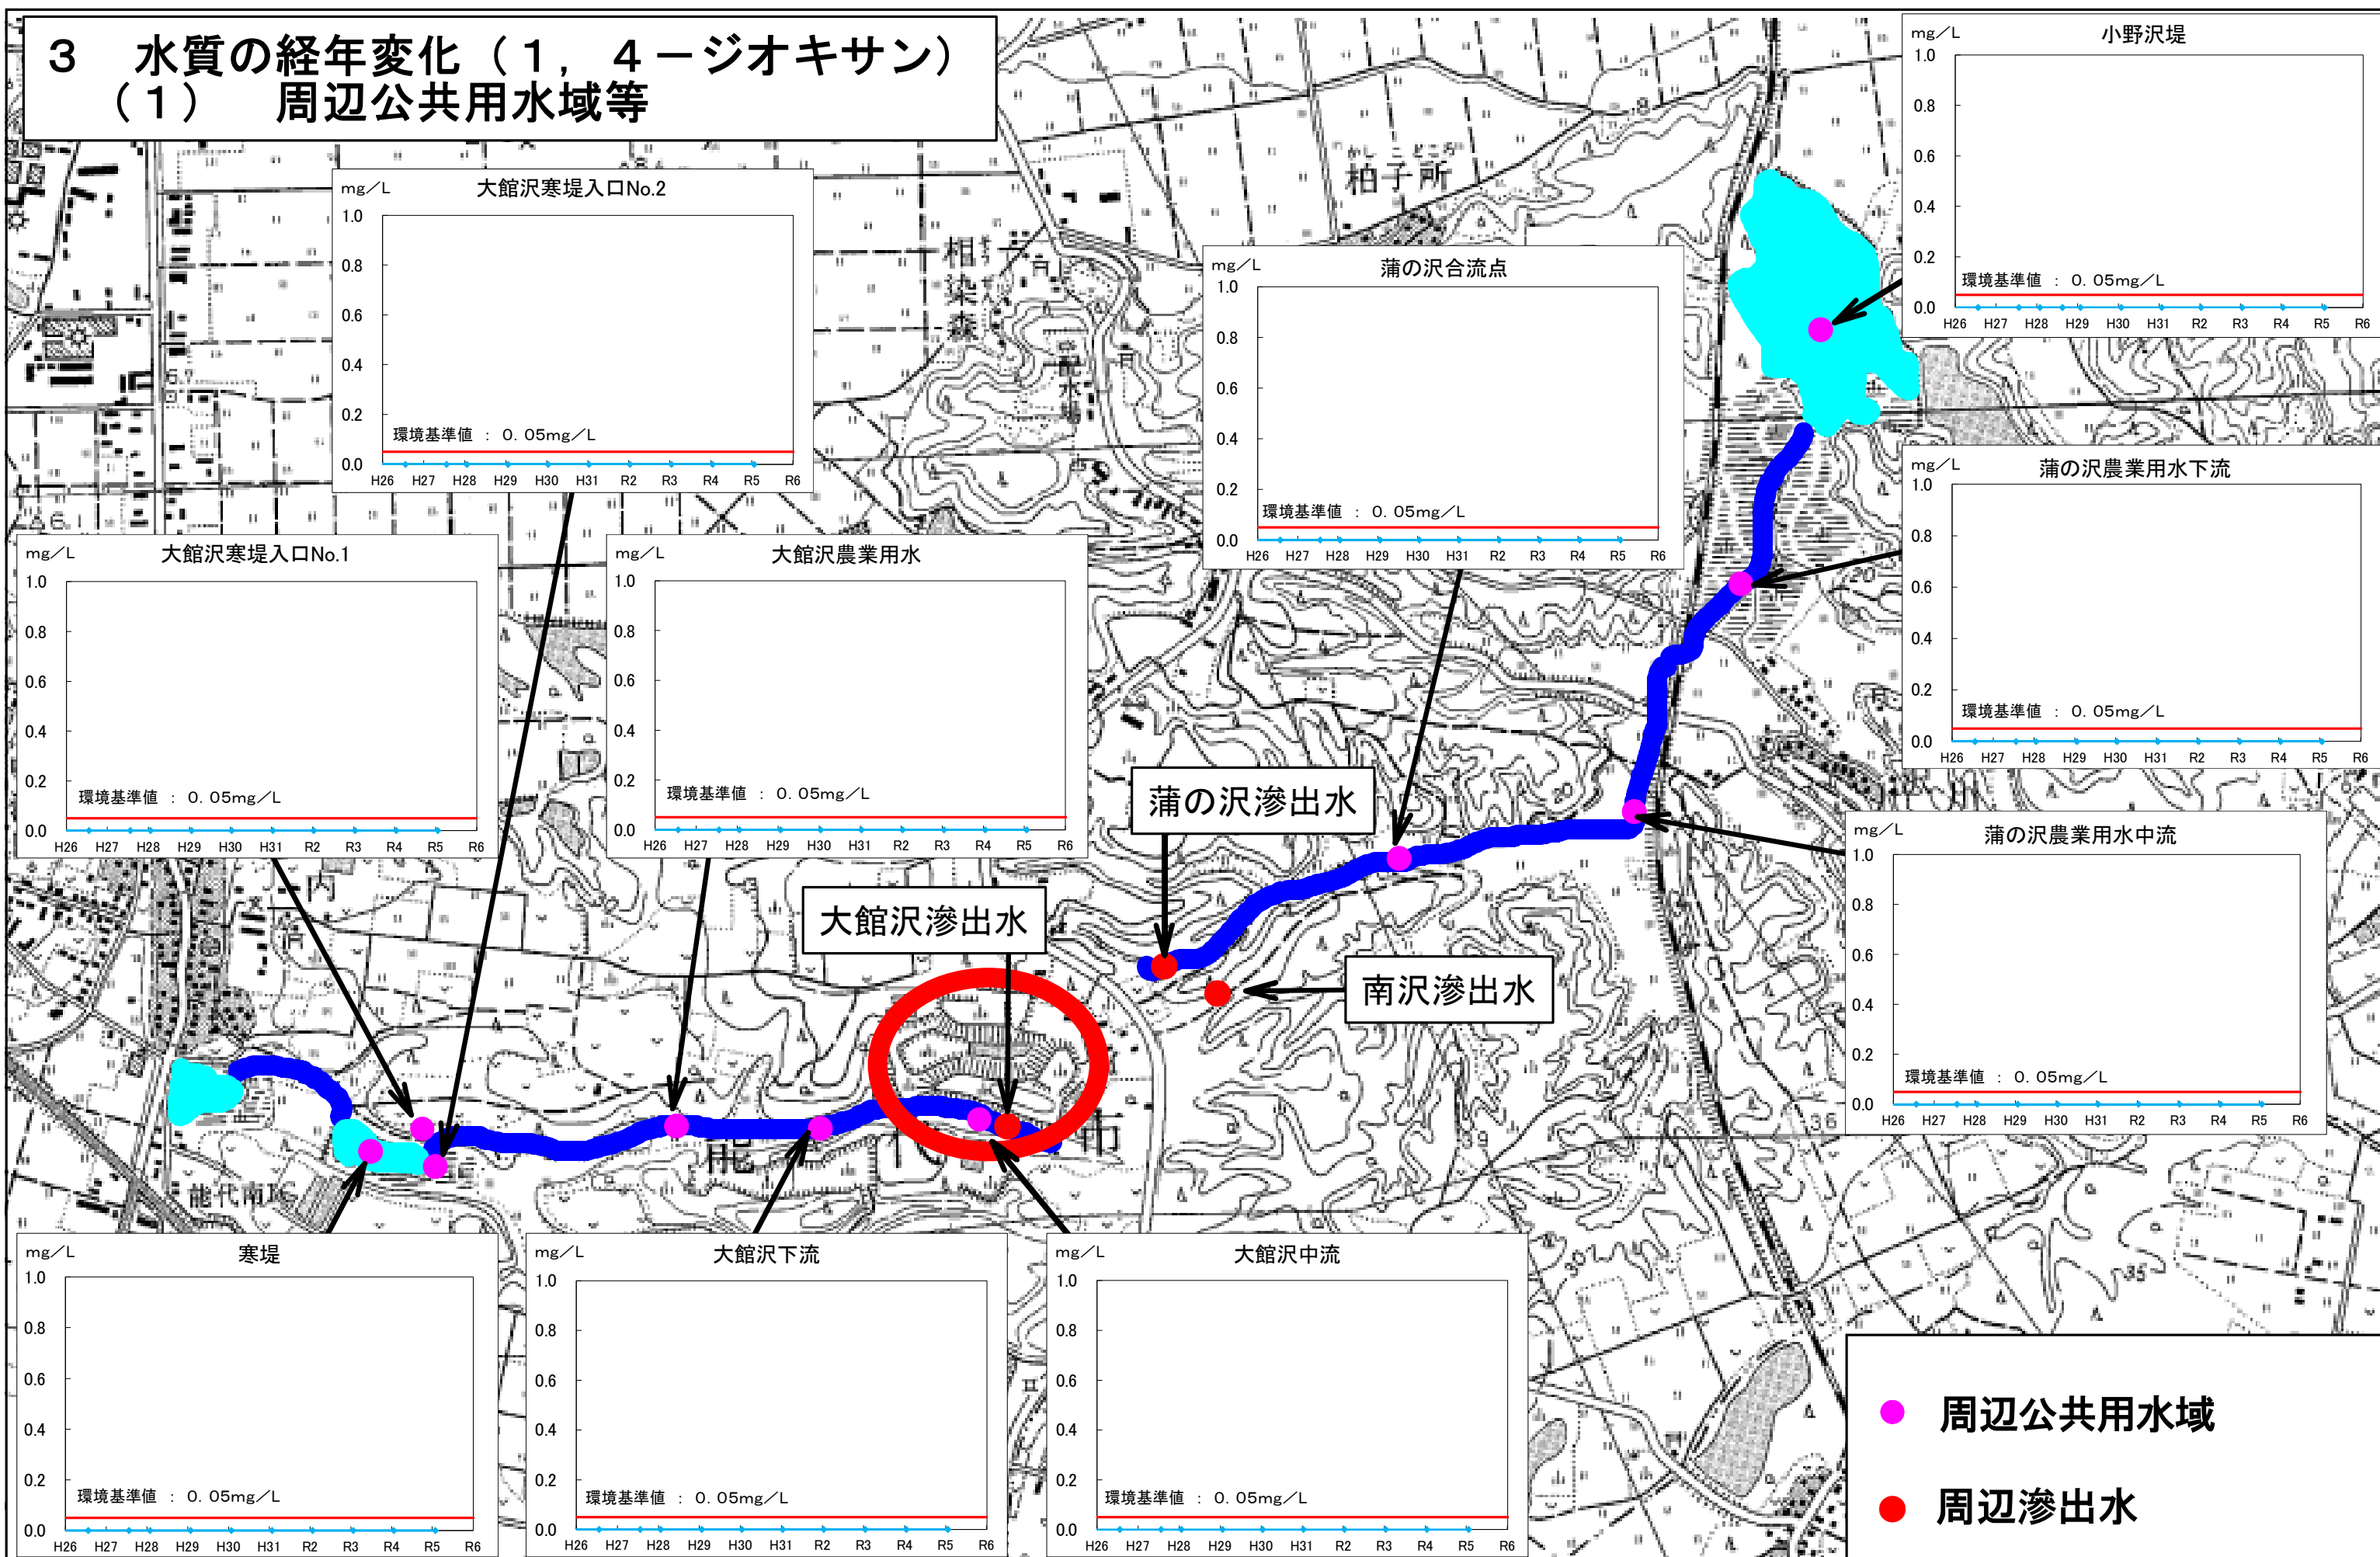 3　水質の経年変化（1，4－ジオキサン）
（1）　周辺公共用水域等
mg／L
大館沢寒堤入口No.2
1.0
0.8
0.6
0.4
0.2
0.0
環境基準値 ： 0.05mg／L
H26 H27 H28 H29 H30 H31 R2 R3 R4 R5 R6
mg／L
小野沢堤
1.0
0.8
0.6
0.4
0.2
0.0
環境基準値 ： 0.05mg／L
H26 H27 H28 H29 H30 H31 R2 R3 R4 R5 R6
mg／L
蒲の沢合流点
1.0
0.8
0.6
0.4
0.2
0.0
環境基準値 ： 0.05mg／L
H26 H27 H28 H29 H30 H31 R2 R3 R4 R5 R6
mg／L
蒲の沢農業用水下流
1.0
0.8
0.6
0.4
0.2
0.0
環境基準値 ： 0.05mg／L
H26 H27 H28 H29 H30 H31 R2 R3 R4 R5 R6
mg／L
大館沢寒堤入口No.1
1.0
0.8
0.6
0.4
0.2
0.0
環境基準値 ： 0.05mg／L
H26 H27 H28 H29 H30 H31 R2 R3 R4 R5 R6
mg／L
大館沢農業用水
1.0
0.8
0.6
0.4
0.2
0.0
環境基準値 ： 0.05mg／L
H26 H27 H28 H29 H30 H31 R2 R3 R4 R5 R6
mg／L
蒲の沢農業用水中流
1.0
0.8
0.6
0.4
0.2
0.0
環境基準値 ： 0.05mg／L
H26 H27 H28 H29 H30 H31 R2 R3 R4 R5 R6
柏子所
相染森
配水場
蒲の沢滲出水
大館沢滲出水
南沢滲出水
能代市
能代南IC
20
39
36
30
35
mg／L
寒堤
1.0
0.8
0.6
0.4
0.2
0.0
環境基準値 ： 0.05mg／L
H26 H27 H28 H29 H30 H31 R2 R3 R4 R5 R6
mg／L
大館沢下流
1.0
0.8
0.6
0.4
0.2
0.0
環境基準値 ： 0.05mg／L
H26 H27 H28 H29 H30 H31 R2 R3 R4 R5 R6
mg／L
大館沢中流
1.0
0.8
0.6
0.4
0.2
0.0
環境基準値 ： 0.05mg／L
H26 H27 H28 H29 H30 H31 R2 R3 R4 R5 R6
周辺公共用水域
周辺滲出水